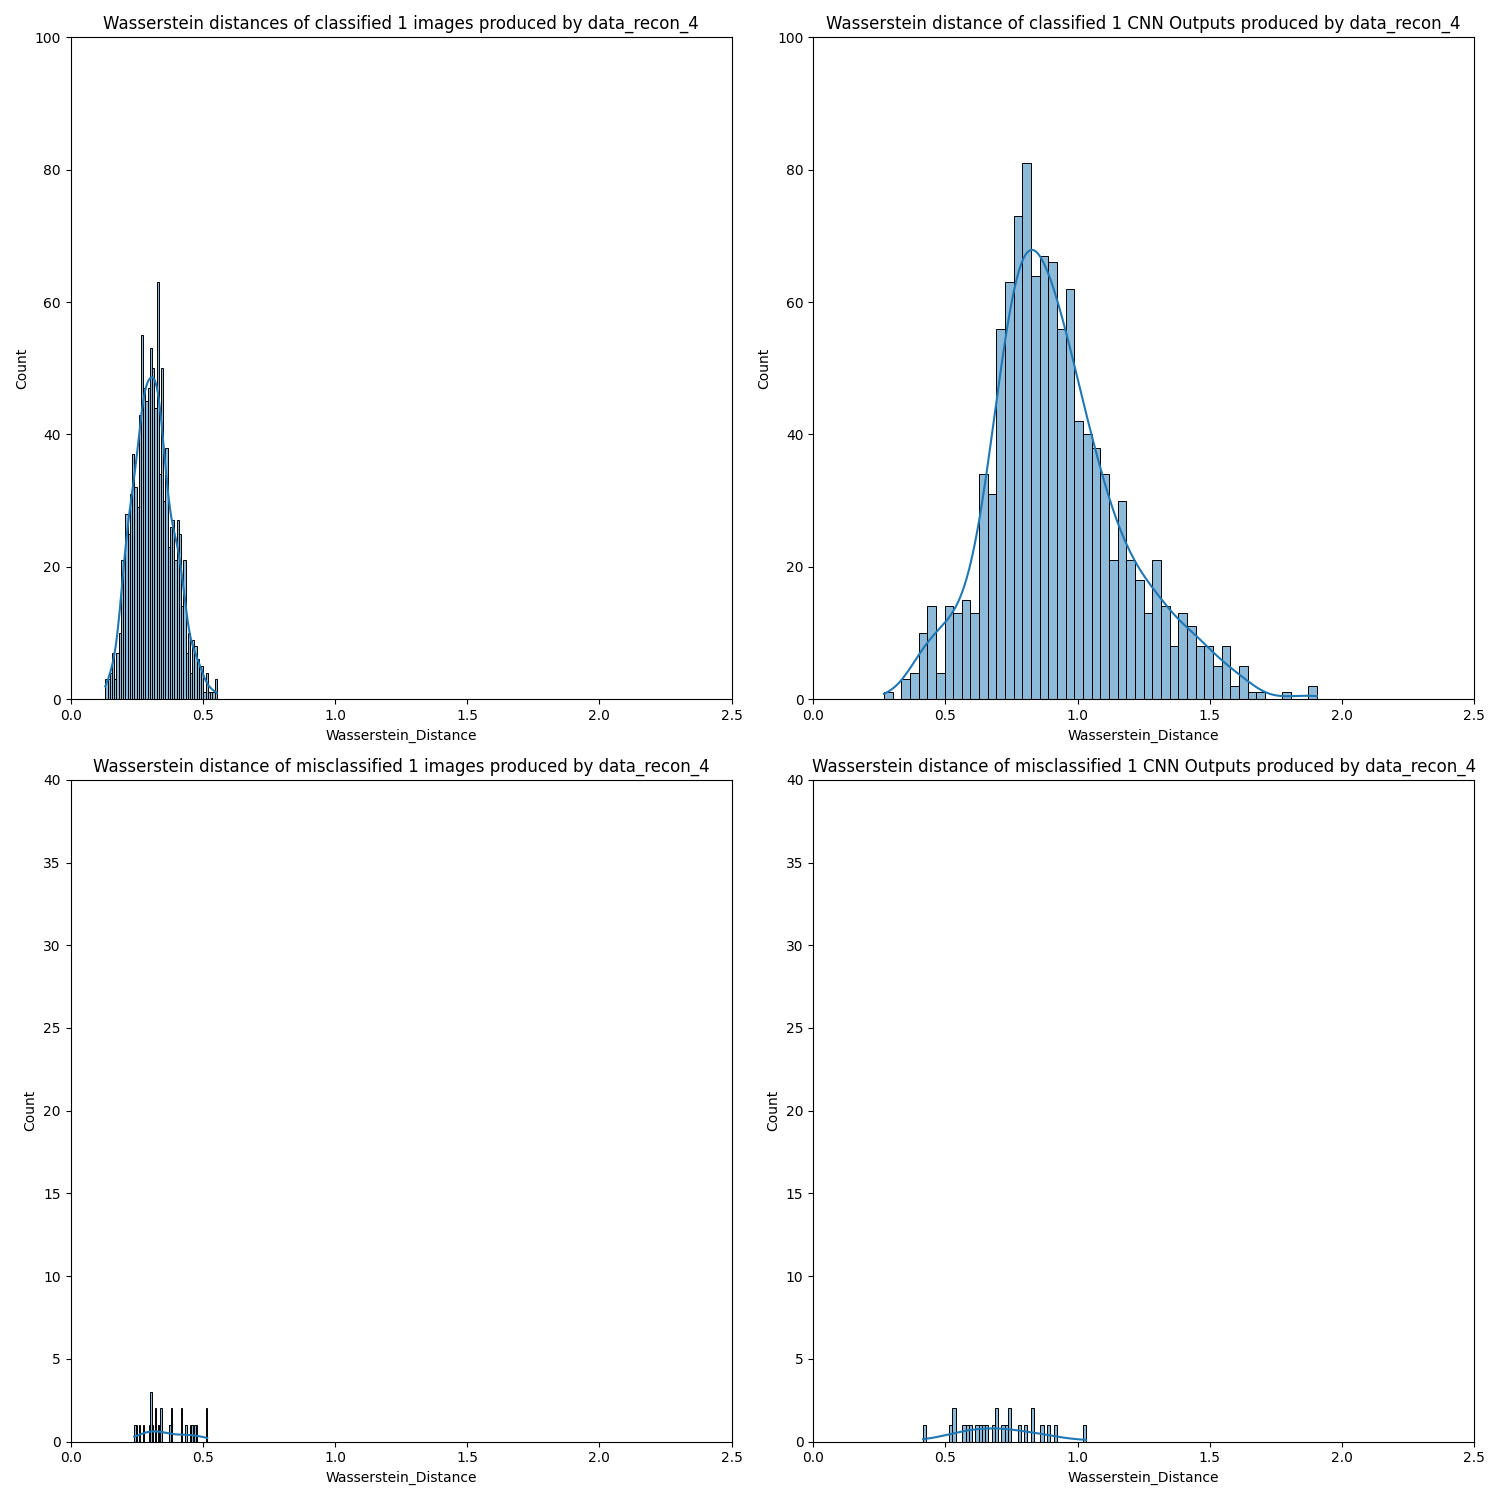 Wasserstein distances of classified 1 images produced by data_recon_4
100
80
60
40
20
0
Count
0.0 0.5 1.0 1.5 2.0 2.5
Wasserstein_Distance
Wasserstein distance of classified 1 CNN Outputs produced by data_recon_4
100
80
60
40
20
0
Count
0.0 0.5 1.0 1.5 2.0 2.5
Wasserstein_Distance
Wasserstein distance of misclassified 1 images produced by data_recon_4
40
35
30
25
20
15
10
5
0
Count
0.0 0.5 1.0 1.5 2.0 2.5
Wasserstein_Distance
Wasserstein distance of misclassified 1 CNN Outputs produced by data_recon_4
40
35
30
25
20
15
10
5
0
Count
0.0 0.5 1.0 1.5 2.0 2.5
Wasserstein_Distance